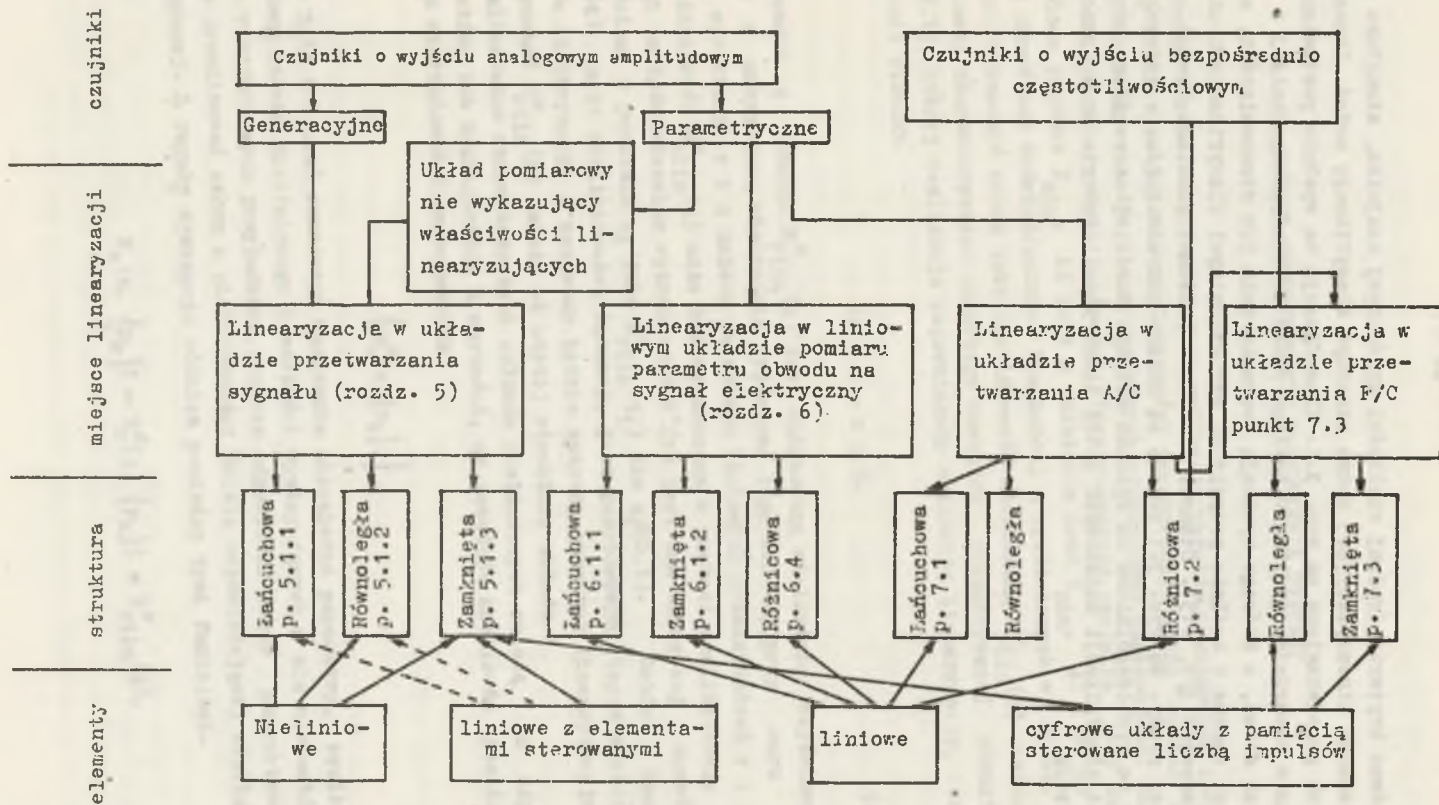 czujniki
Czujniki o wyjściu analogowym amplitudowym
Czujniki o wyjściu bezpośrednio
częstotliwościowym
Generacyjne
Parametryczne
miejsce linearyzacji
Układ pomiarowy
nie wykazujący
właściwości li-
nearyzujących
Linearyzacja w ukła-
dzie przetwarzania
sygnału (rozdz. 5)
Linearyzacja w linio-
wym układzie pomiaru
parametru obwodu na
sygnał elektryczny
(rozdz. 6)
Linearyzacja w
układzie prze-
twarzania A/C
Linearyzacja w
układzie prze-
twarzania F/C
punkt 7.3
struktura
Łańcuchowa
p. 5.1.1
Równoległa
p. 5.1.2
Zamknięta
p. 5.1.3
Łańcuchowa
p. 6.1.1
Zamknięta
p. 6.1.2
Różnicowa
p. 6.4
Łańcuchowa
p. 7.1
Równoległa
Różnicowa
p. 7.2
Równoległa
Zamknięta
p. 7.3
elementy
Nielinio-
we
liniowe z elementa-
mi sterowanymi
liniowe
cyfrowe układy z pamięcią
sterowane liczbą impulsów